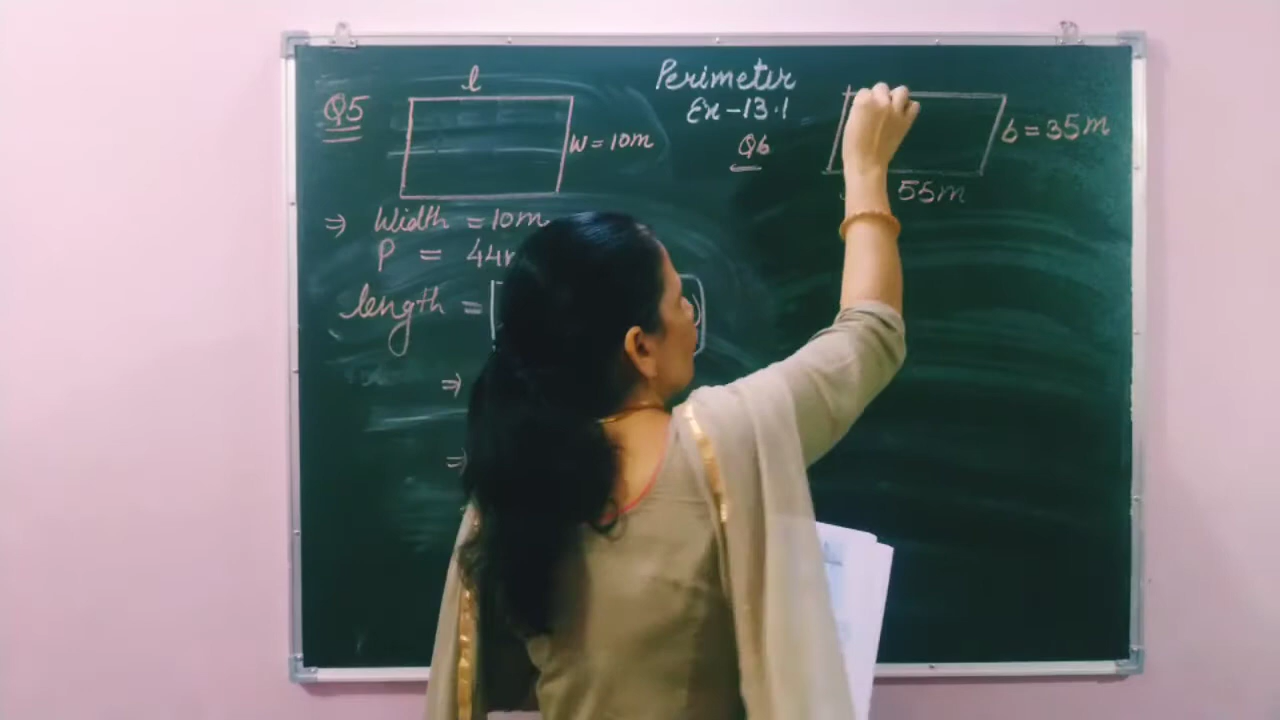 Perimeter
Ex-13.1
Q5
l
W = 10m
⇒ Width = 10m
P = 44
length =
⇒
⇒
Q6
b = 35m
55m